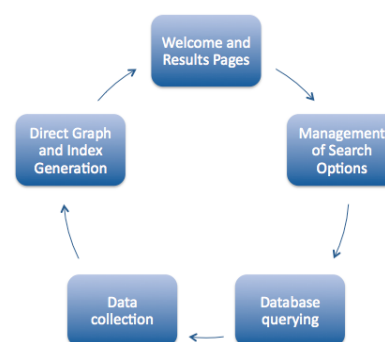 Welcome and
Results Pages
Management
of Search
Options
Database
querying
Data
collection
Direct Graph
and Index
Generation